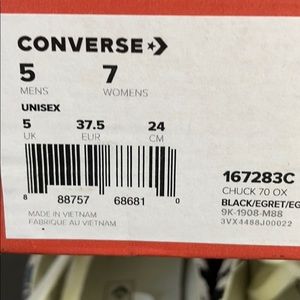 CONVERSE
5 7
MENS WOMENS
UNISEX
5 37.5 24
UK EUR CM
8 88757 68681 0
167283C
CHUCK 70 OX
BLACK/EGRET/EG
9K-1908-M88
3VX4488J00022
MADE IN VIETNAM
FABRIQUE AU VIETNAM